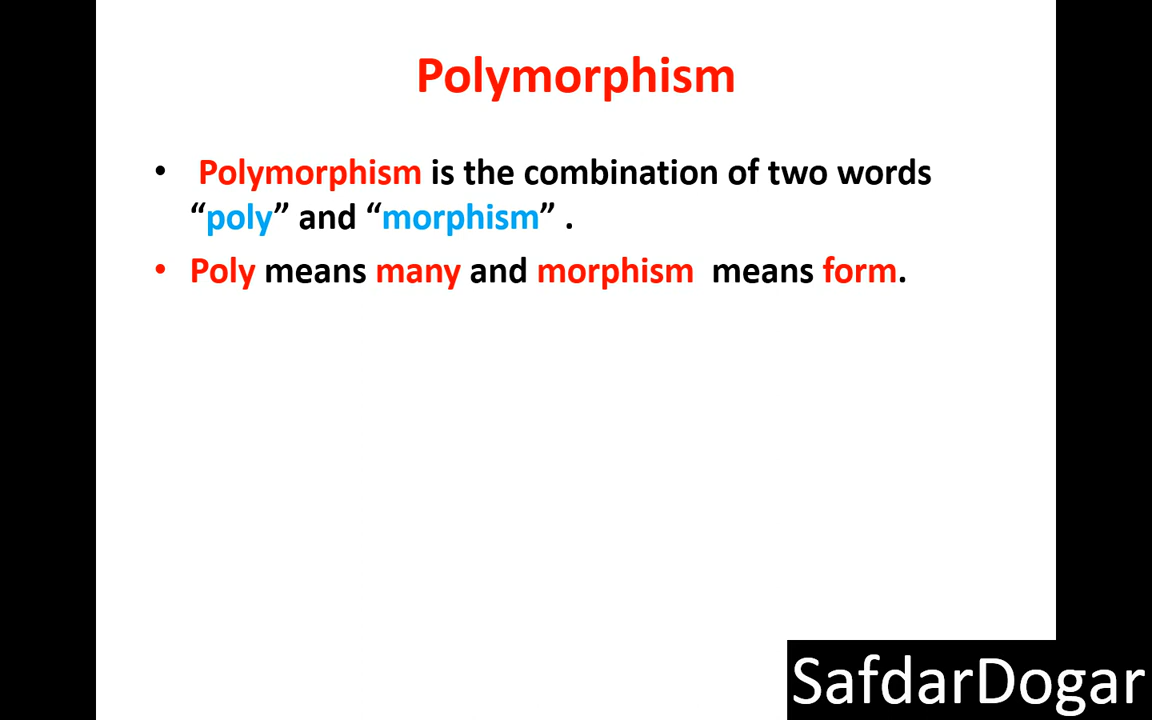 Polymorphism
• Polymorphism is the combination of two words
“poly” and “morphism” .
• Poly means many and morphism  means form.
SafdarDogar